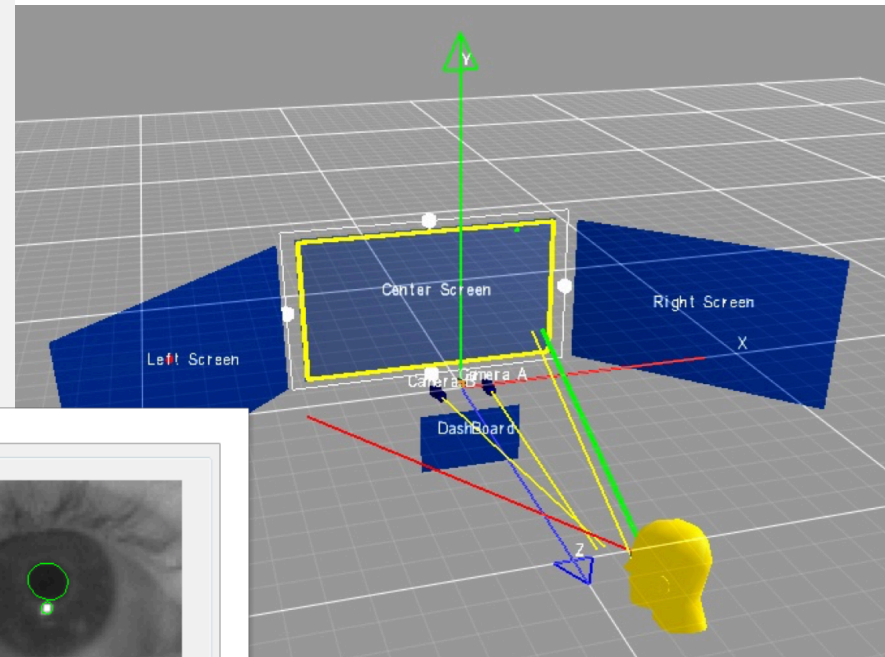 Y
Center Screen
Right Screen
X
Left Screen
Camera B
Camera A
DashBoard
Z